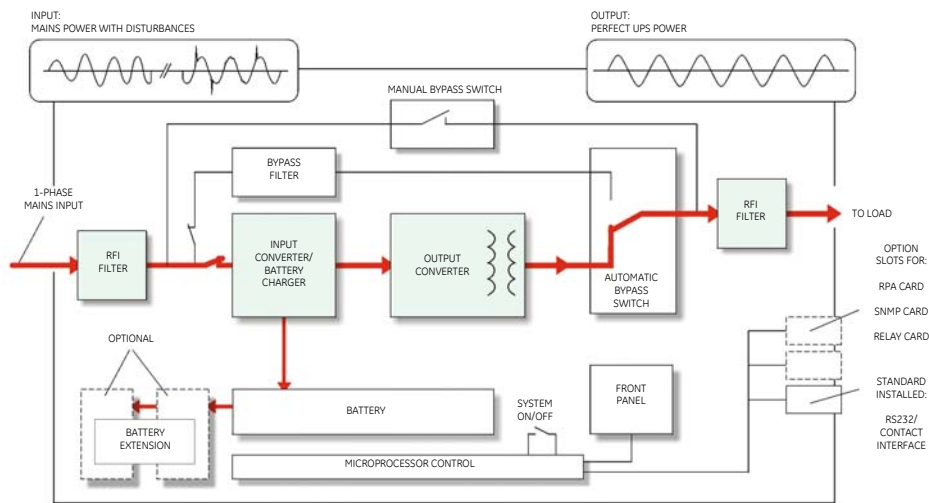 INPUT:
MAINS POWER WITH DISTURBANCES
OUTPUT:
PERFECT UPS POWER
MANUAL BYPASS SWITCH
BYPASS
FILTER
1-PHASE
MAINS INPUT
RFI
FILTER
INPUT
CONVERTER/
BATTERY
CHARGER
OUTPUT
CONVERTER
AUTOMATIC
BYPASS
SWITCH
RFI
FILTER
TO LOAD
OPTION
SLOTS FOR:
RPA CARD
SNMP CARD
RELAY CARD
STANDARD
INSTALLED:
RS232/
CONTACT
INTERFACE
OPTIONAL
BATTERY
EXTENSION
BATTERY
SYSTEM
ON/OFF
FRONT
PANEL
MICROPROCESSOR CONTROL